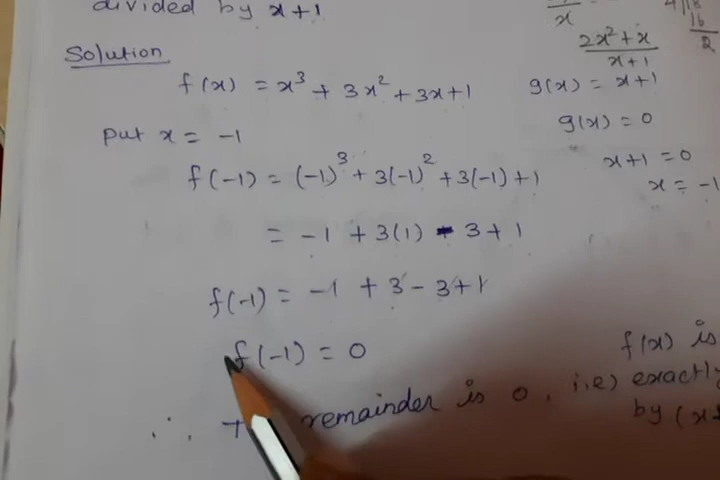 divided by x+1
Solution
f(x) = x³ + 3x² + 3x+1
put x = -1
f(-1) = (-1)³ + 3(-1)² + 3(-1) + 1
= -1 + 3(1) - 3 + 1
f(-1) = -1 + 3 - 3 + 1
f(-1) = 0
∴ remainder is 0, i.e) exactly
x
16
2
2x² + x
x+1
g(x) = x+1
g(x) = 0
x+1 = 0
x = -1
f(x) is
by (x